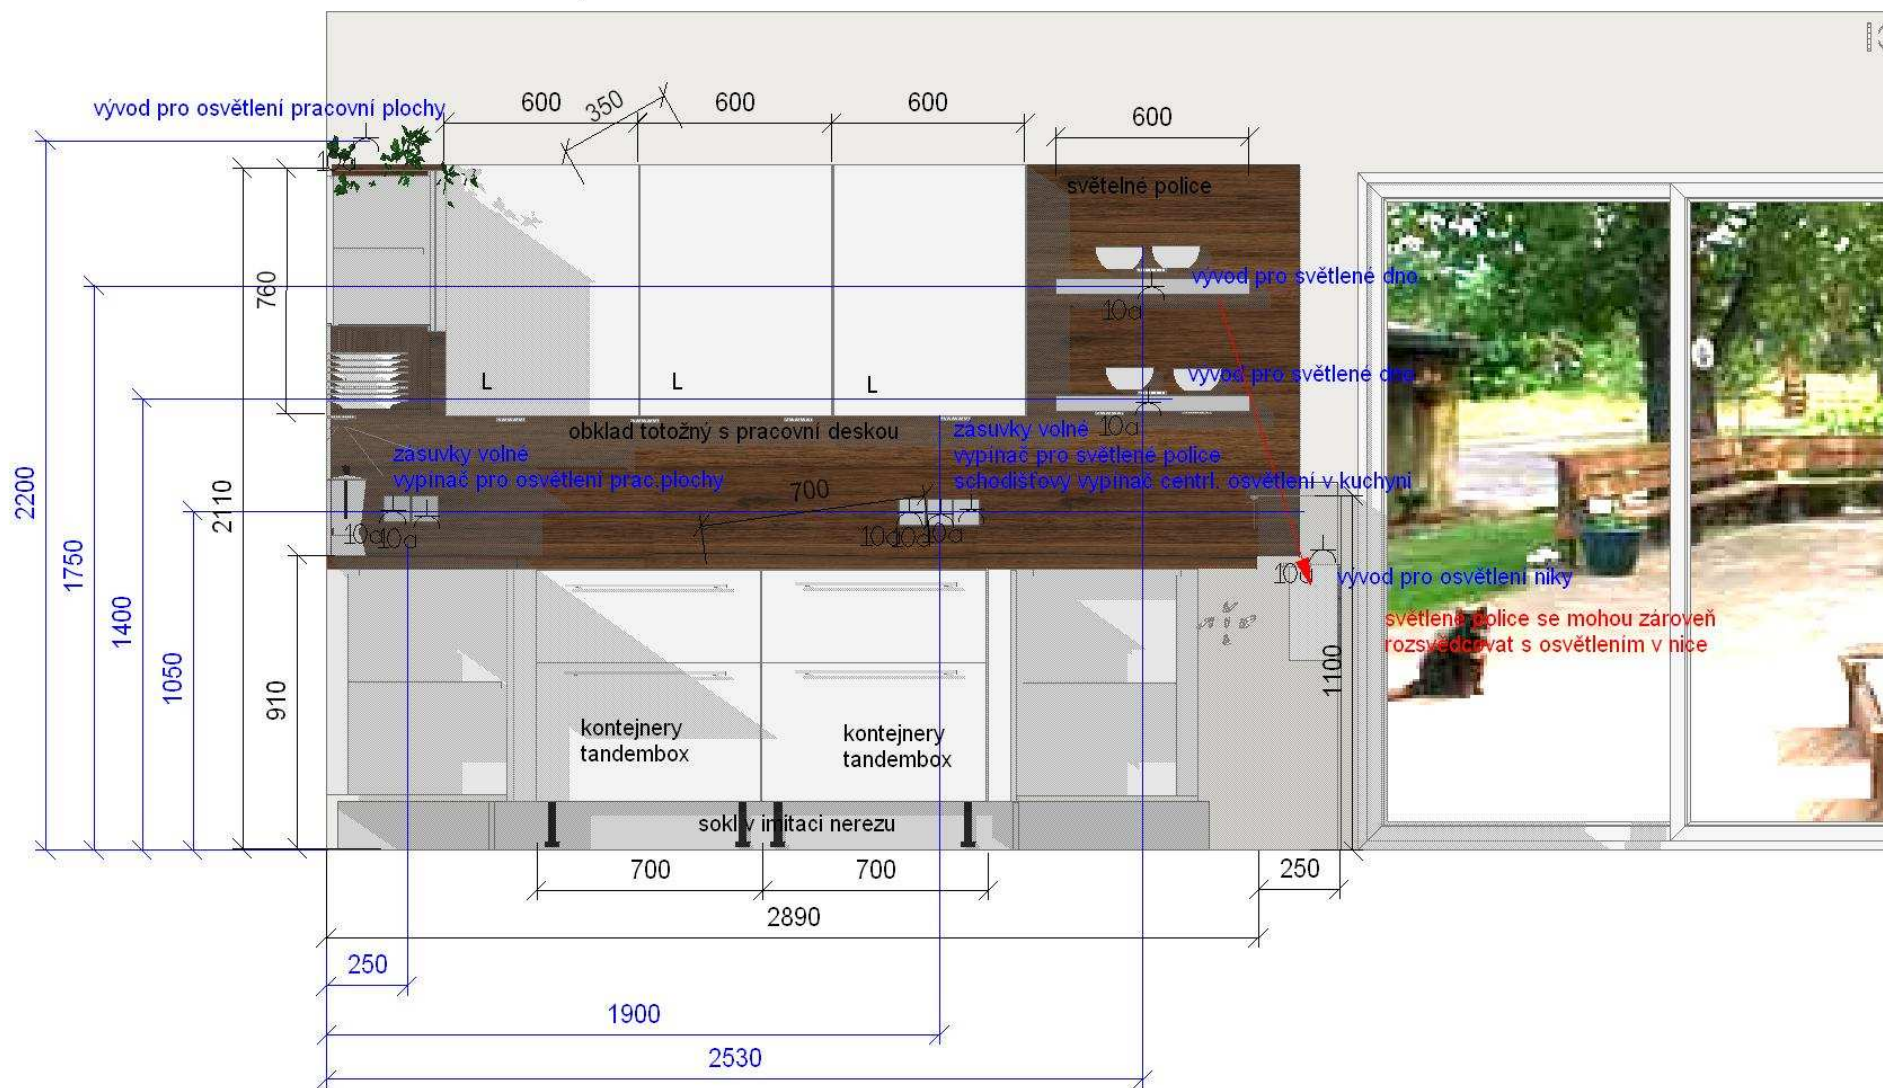 vývod pro osvětlení pracovní plochy
600
350
600
600
600
světelné police
760
vývod pro světlené dno
10a
vývod pro světlené dno
10a
L
L
L
obklad totožný s pracovní deskou
zásuvky volné
vypínač pro osvětlení prac.plochy
zásuvky volné
vypínač pro světlené police
schodišťový vypínač centrl. osvětlení v kuchyni
700
10a
10a
10a
10a
10a
10a
vývod pro osvětlení niky
světlené police se mohou zároveň
rozsvědcovat s osvětlením v nice
2200
2110
1750
1400
1050
910
1100
kontejnery
tandembox
kontejnery
tandembox
sokl v imitaci nerezu
700
700
250
2890
250
1900
2530